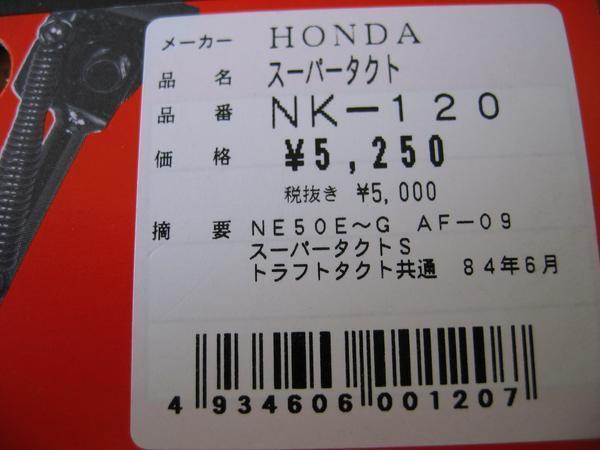 メーカー HONDA
品名 スーパータクト
品番 NK-120
価格 ¥5,250
税抜き ¥5,000
摘要 NE50E~G AF-09
スーパータクトS
トラフトタクト共通 84年6月
4 934606 001207